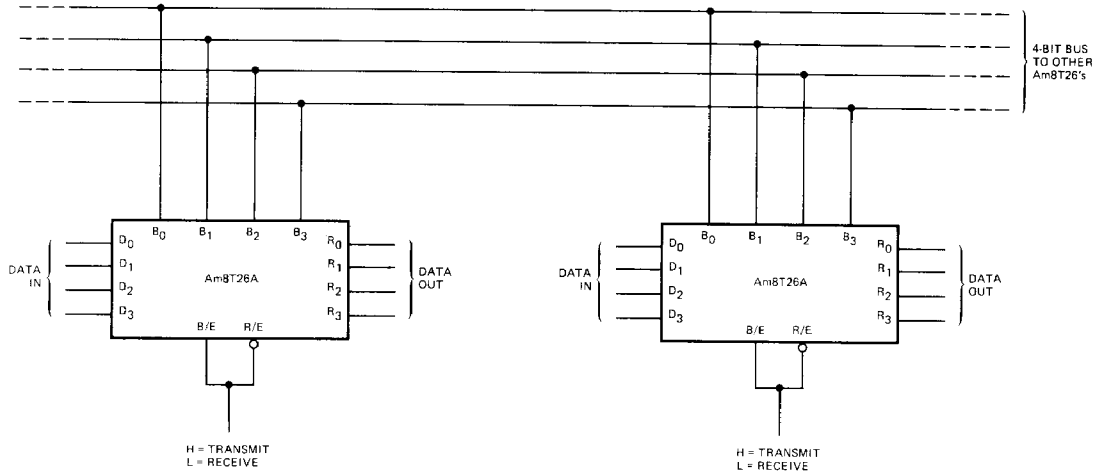 4-BIT BUS
TO OTHER
Am8T26's
B0 B1 B2 B3
D0
D1
D2
D3
DATA
IN
Am8T26A
R0
R1
R2
R3
DATA
OUT
B/E R/E
H = TRANSMIT
L = RECEIVE
B0 B1 B2 B3
D0
D1
D2
D3
DATA
IN
Am8T26A
R0
R1
R2
R3
DATA
OUT
B/E R/E
H = TRANSMIT
L = RECEIVE